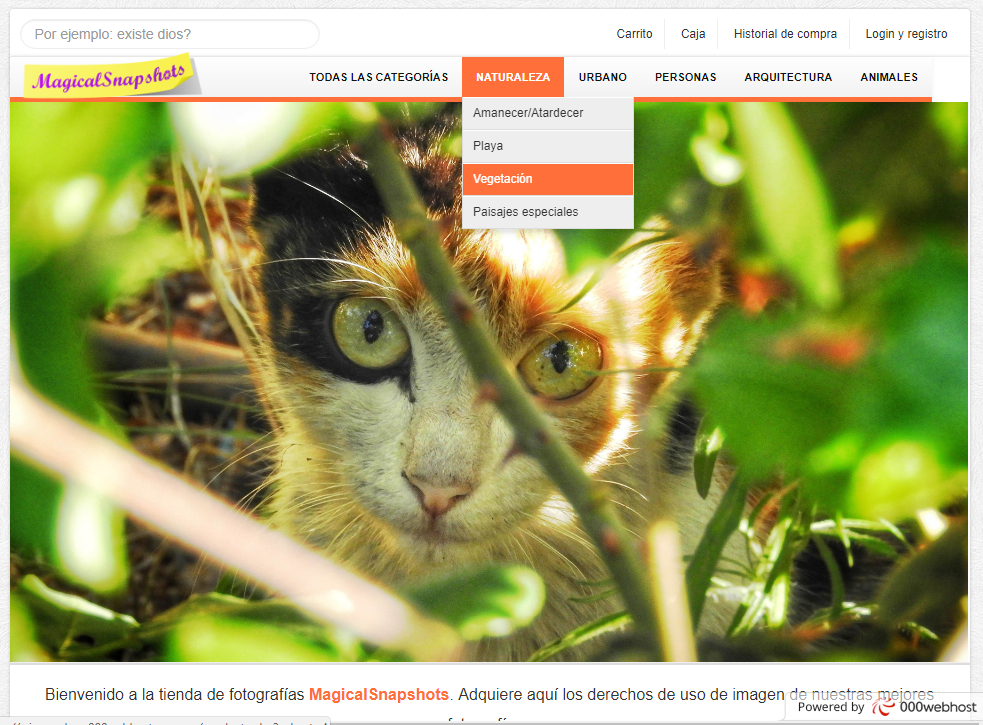 Por ejemplo: existe dios?
Carrito
Caja
Historial de compra
Login y registro
MagicalSnapshots
TODAS LAS CATEGORÍAS
NATURALEZA
URBANO
PERSONAS
ARQUITECTURA
ANIMALES
Amanecer/Atardecer
Playa
Vegetación
Paisajes especiales
Bienvenido a la tienda de fotografías MagicalSnapshots. Adquiere aquí los derechos de uso de imagen de nuestras mejores
Powered by 000webhost